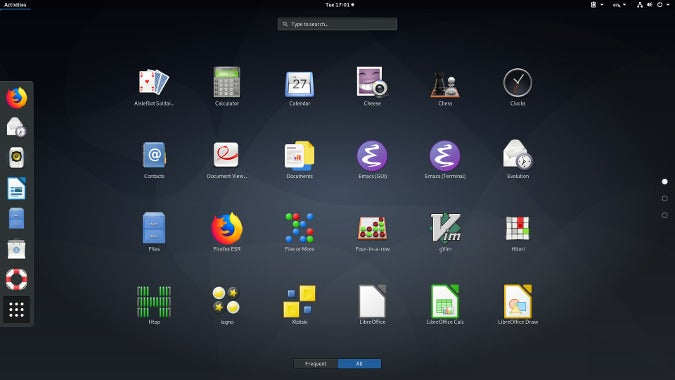 Activities
Tue 17:01
Type to search...
AisleRiot Solitai...
Calculator
Calendar
Cheese
Chess
Clocks
27
Contacts
Document View...
Documents
Emacs (GUI)
Emacs (Terminal)
Evolution
@
Files
Firefox ESR
Five or More
Four-in-a-row
gVim
Hitori
Vim
Htop
Iagno
Klotski
LibreOffice
LibreOffice Calc
LibreOffice Draw
Frequent
All